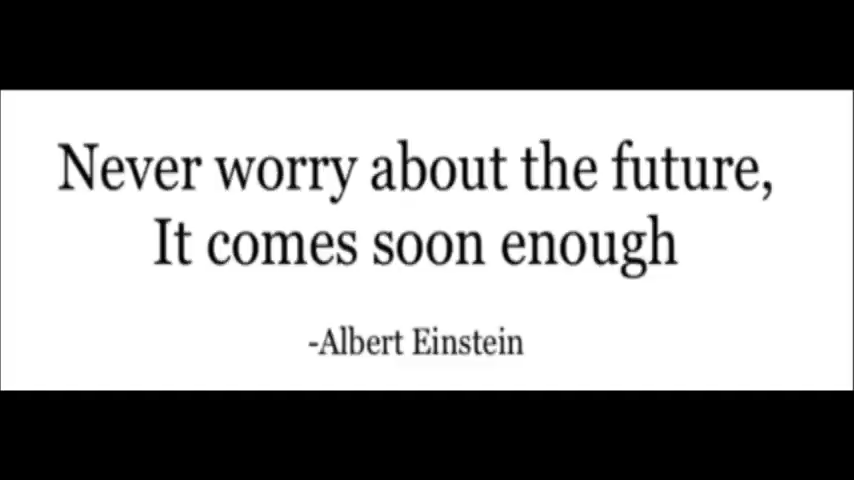 Never worry about the future,
It comes soon enough
-Albert Einstein